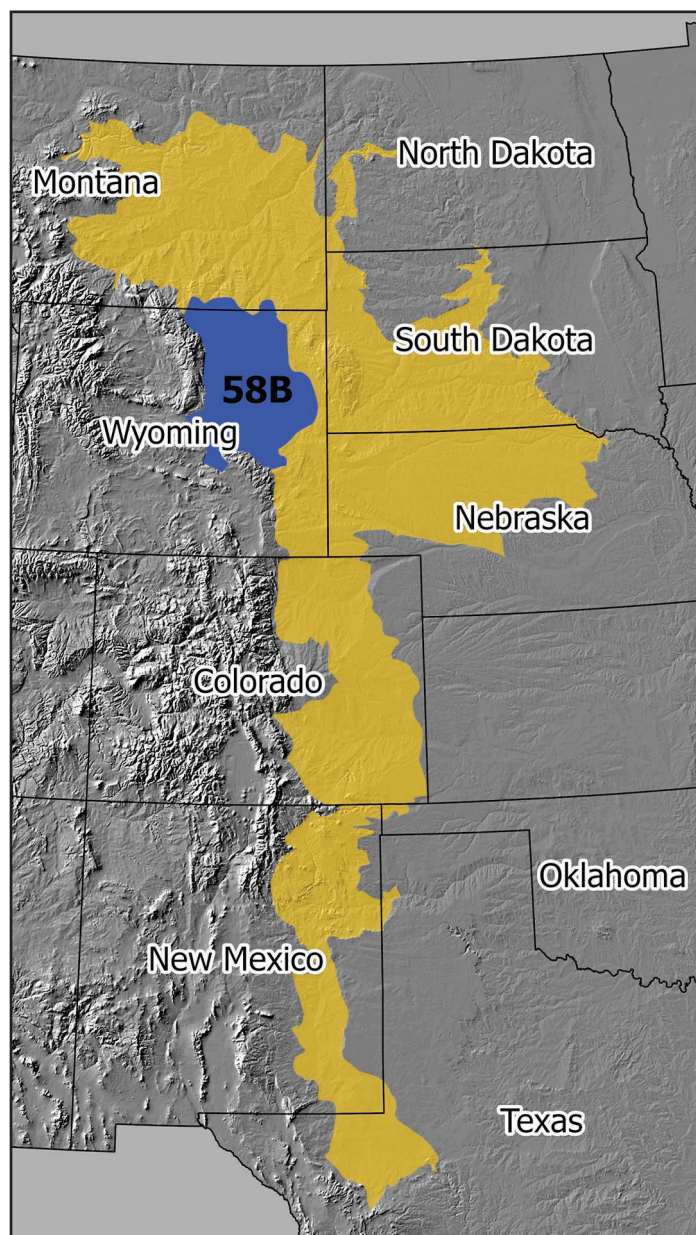 North Dakota
Montana
South Dakota
58B
Wyoming
Nebraska
Colorado
Oklahoma
New Mexico
Texas